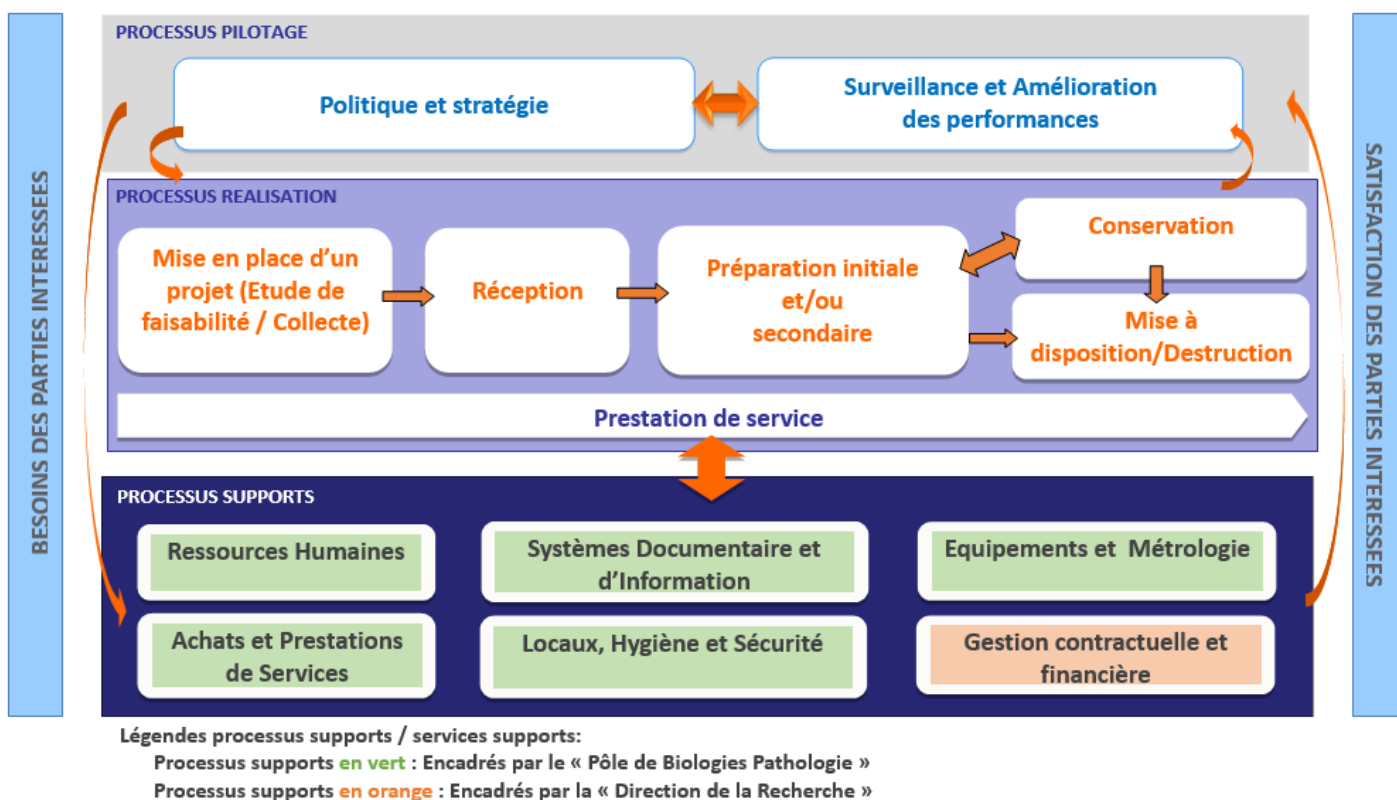 BESOINS DES PARTIES INTERESSEES
PROCESSUS PILOTAGE
Politique et stratégie
Surveillance et Amélioration
des performances
PROCESSUS REALISATION
Mise en place d’un
projet (Etude de
faisabilité / Collecte)
Réception
Préparation initiale
et/ou
secondaire
Conservation
Mise à
disposition/Destruction
Prestation de service
PROCESSUS SUPPORTS
Ressources Humaines
Systèmes Documentaire et
d’Information
Equipements et Métrologie
Achats et Prestations
de Services
Locaux, Hygiène et Sécurité
Gestion contractuelle et
financière
SATISFACTION DES PARTIES INTERESSEES
Légendes processus supports / services supports:
Processus supports en vert : Encadrés par le « Pôle de Biologies Pathologie »
Processus supports en orange : Encadrés par la « Direction de la Recherche »